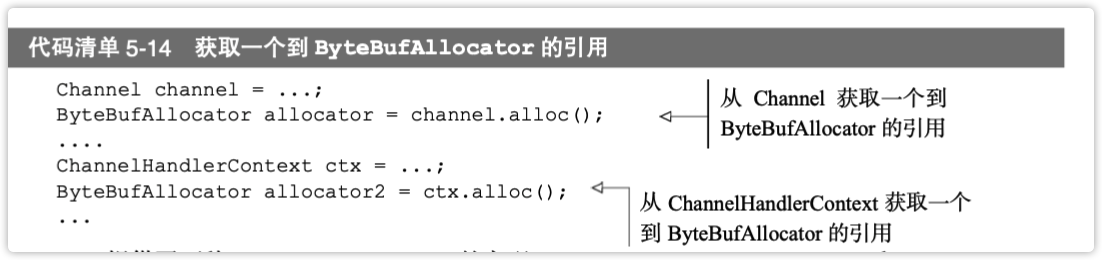 代码清单 5-14 获取一个到 ByteBufAllocator 的引用
Channel channel = ...;
ByteBufAllocator allocator = channel.alloc();
....
ChannelHandlerContext ctx = ...;
ByteBufAllocator allocator2 = ctx.alloc();
...
从 Channel 获取一个到
ByteBufAllocator 的引用
从 ChannelHandlerContext 获取一个
到 ByteBufAllocator 的引用